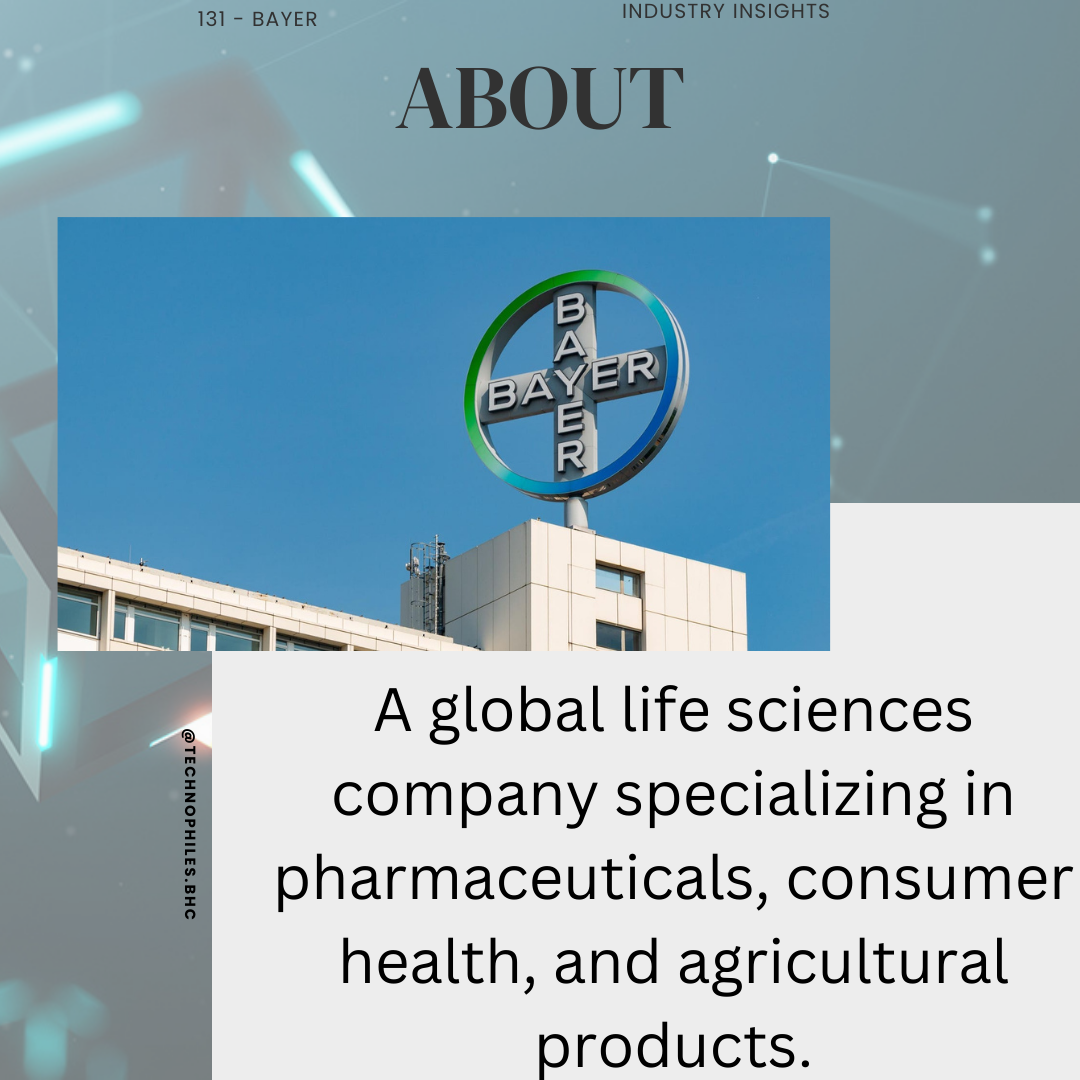 131 - BAYER
INDUSTRY INSIGHTS
ABOUT
BAYER
BAYER
@TECHNOPHILES.BHC
A global life sciences
company specializing in
pharmaceuticals, consumer
health, and agricultural
products.